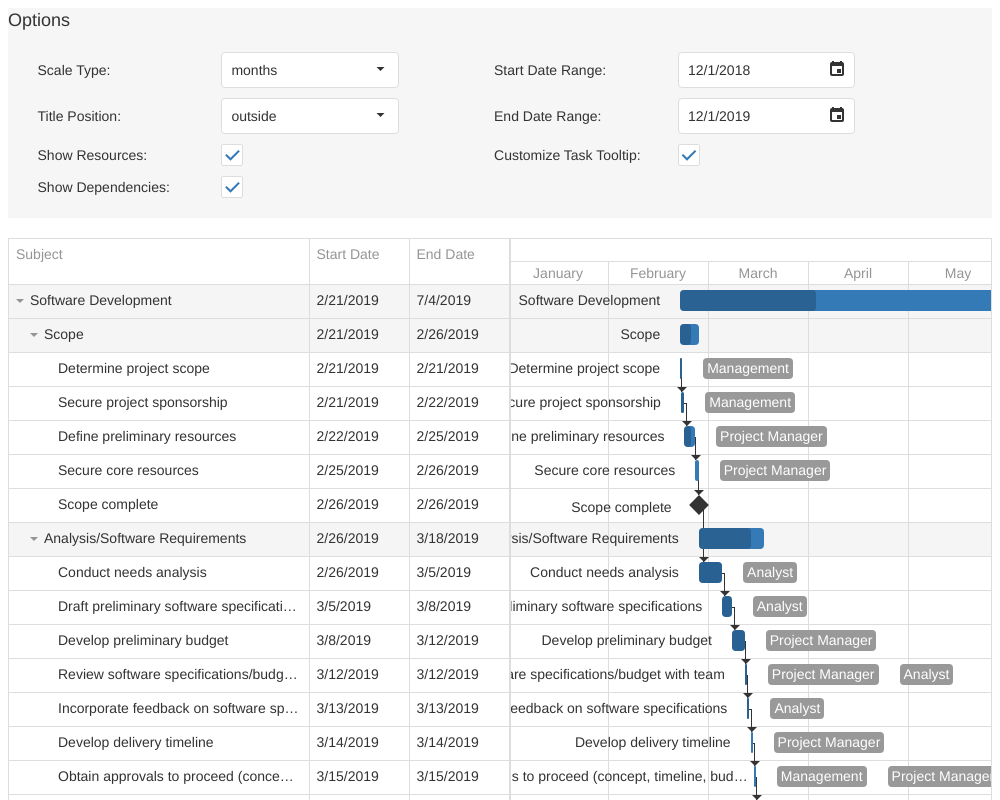 Options
Scale Type: months Start Date Range: 12/1/2018
Title Position: outside End Date Range: 12/1/2019
Show Resources: Customize Task Tooltip:
Show Dependencies:
Subject Start Date End Date
January February March April May
Software Development 2/21/2019 7/4/2019 Software Development
Scope 2/21/2019 2/26/2019 Scope
Determine project scope 2/21/2019 2/21/2019 Determine project scope Management
Secure project sponsorship 2/21/2019 2/22/2019 cure project sponsorship Management
Define preliminary resources 2/22/2019 2/25/2019 ne preliminary resources Project Manager
Secure core resources 2/25/2019 2/26/2019 Secure core resources Project Manager
Scope complete 2/26/2019 2/26/2019 Scope complete
Analysis/Software Requirements 2/26/2019 3/18/2019 sis/Software Requirements
Conduct needs analysis 2/26/2019 3/5/2019 Conduct needs analysis Analyst
Draft preliminary software specificati... 3/5/2019 3/8/2019 liminary software specifications Analyst
Develop preliminary budget 3/8/2019 3/12/2019 Develop preliminary budget Project Manager
Review software specifications/budg... 3/12/2019 3/12/2019 are specifications/budget with team Project Manager Analyst
Incorporate feedback on software sp... 3/13/2019 3/13/2019 eedback on software specifications Analyst
Develop delivery timeline 3/14/2019 3/14/2019 Develop delivery timeline Project Manager
Obtain approvals to proceed (conce... 3/15/2019 3/15/2019 s to proceed (concept, timeline, bud... Management Project Manager